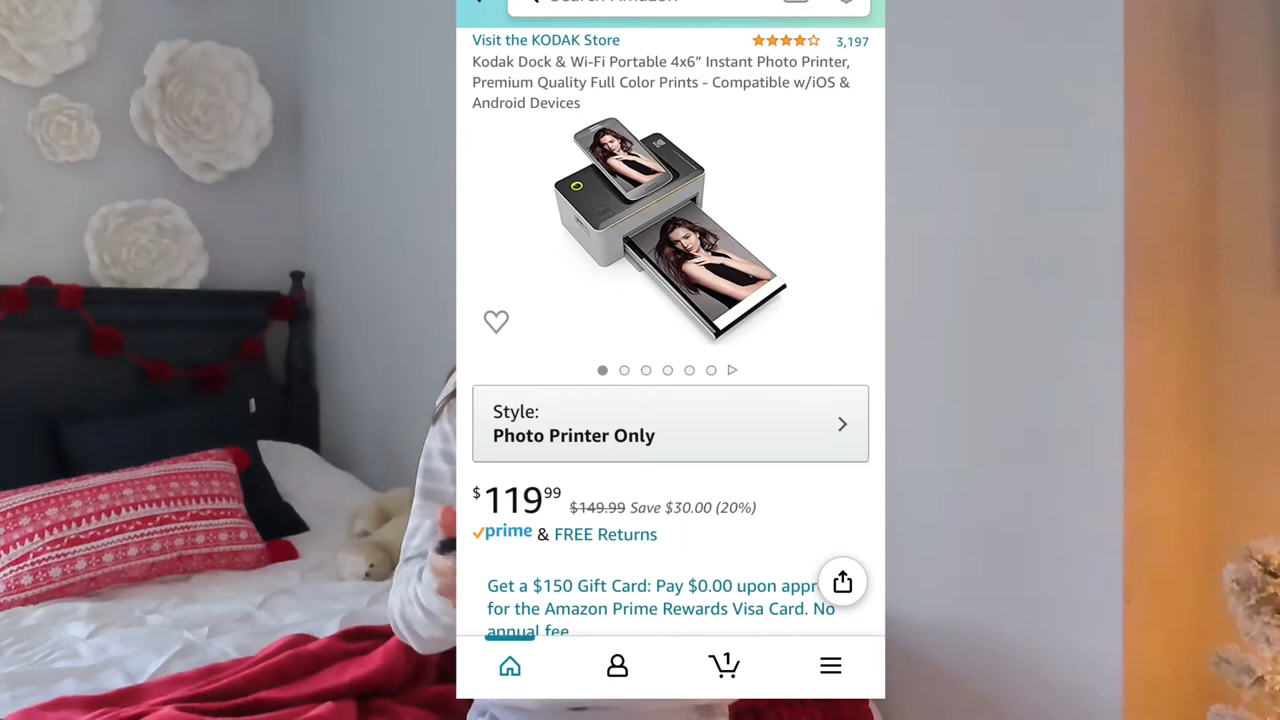 Search Amazon
Visit the KODAK Store
3,197
Kodak Dock & Wi-Fi Portable 4x6” Instant Photo Printer,
Premium Quality Full Color Prints - Compatible w/iOS &
Android Devices
Style:
Photo Printer Only
$119.99 $149.99 Save $30.00 (20%)
prime & FREE Returns
Get a $150 Gift Card: Pay $0.00 upon appr
for the Amazon Prime Rewards Visa Card. No
annual fee
1